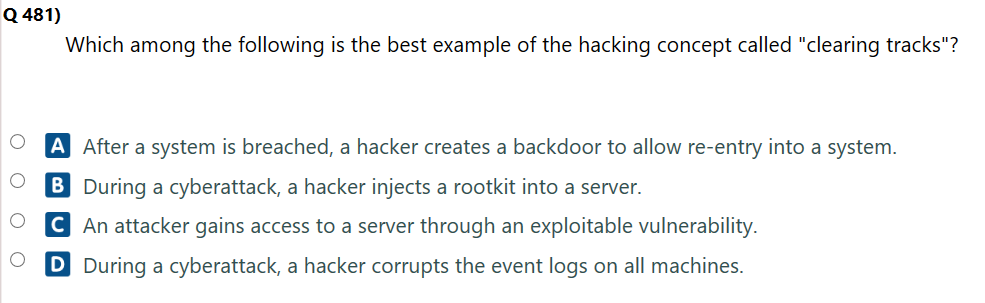 Q 481)
Which among the following is the best example of the hacking concept called "clearing tracks"?
A After a system is breached, a hacker creates a backdoor to allow re-entry into a system.
B During a cyberattack, a hacker injects a rootkit into a server.
C An attacker gains access to a server through an exploitable vulnerability.
D During a cyberattack, a hacker corrupts the event logs on all machines.